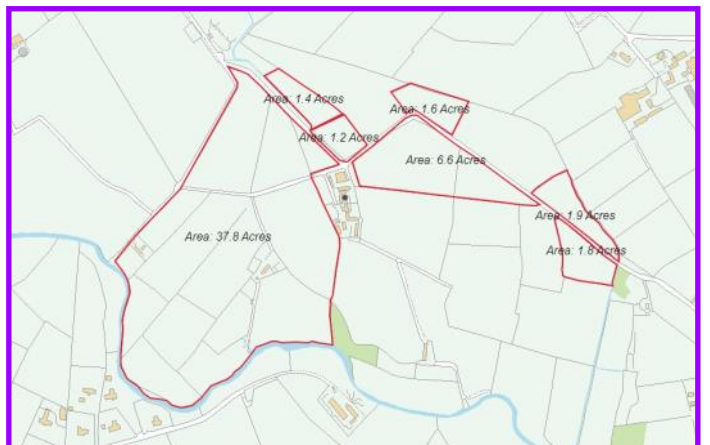 Area: 1.4 Acres
Area: 1.6 Acres
Area: 1.2 Acres
Area: 6.6 Acres
Area: 1.9 Acres
Area: 37.8 Acres
Area: 1.8 Acres